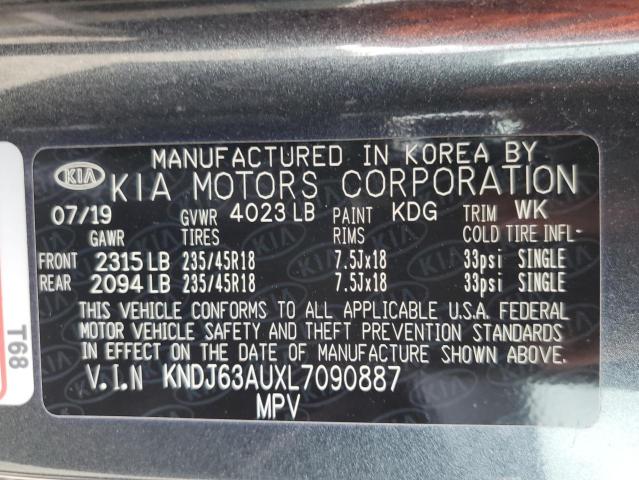 MANUFACTURED IN KOREA BY
KIA KIA MOTORS CORPORATION
07/19 GVWR 4023 LB PAINT KDG TRIM WK
GAWR TIRES RIMS COLD TIRE INFL-
FRONT 2315 LB 235/45R18 7.5Jx18 33psi SINGLE
REAR 2094 LB 235/45R18 7.5Jx18 33psi SINGLE
THIS VEHICLE CONFORMS TO ALL APPLICABLE U.S.A. FEDERAL
MOTOR VEHICLE SAFETY AND THEFT PREVENTION STANDARDS
IN EFFECT ON THE DATE OF MANUFACTURE SHOWN ABOVE.
V.I.N KNDJ63AUXL7090887
MPV
T68